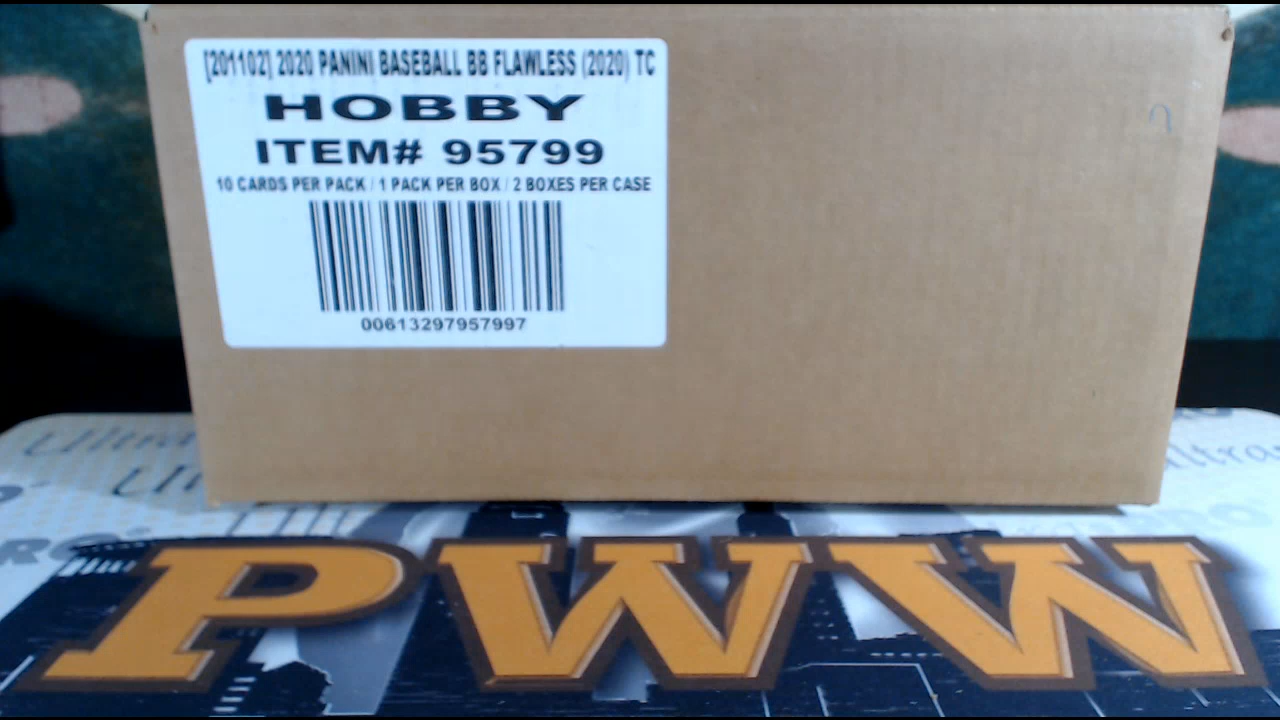 [201102] 2020 PANINI BASEBALL BB FLAWLESS (2020) TC
HOBBY
ITEM# 95799
10 CARDS PER PACK / 1 PACK PER BOX / 2 BOXES PER CASE
00613297957997
Ultra
PWW